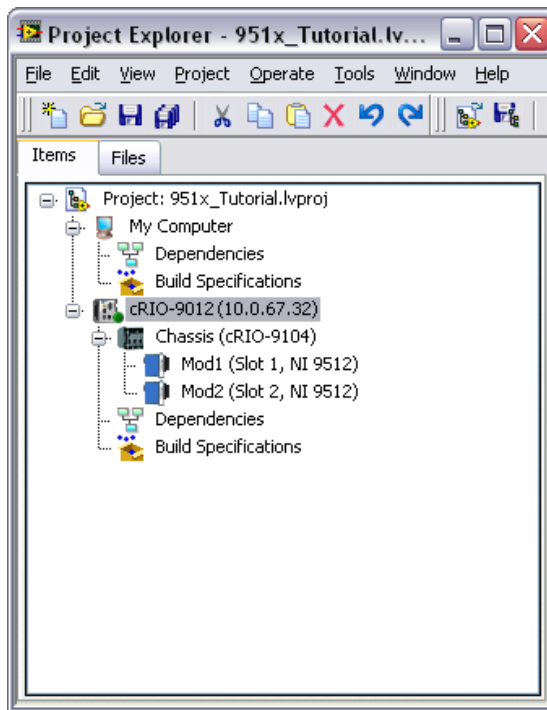 Project Explorer - 951x_Tutorial.lv...
File Edit View Project Operate Tools Window Help
Items Files
Project: 951x_Tutorial.lvproj
My Computer
Dependencies
Build Specifications
cRIO-9012 (10.0.67.32)
Chassis (cRIO-9104)
Mod1 (Slot 1, NI 9512)
Mod2 (Slot 2, NI 9512)
Dependencies
Build Specifications